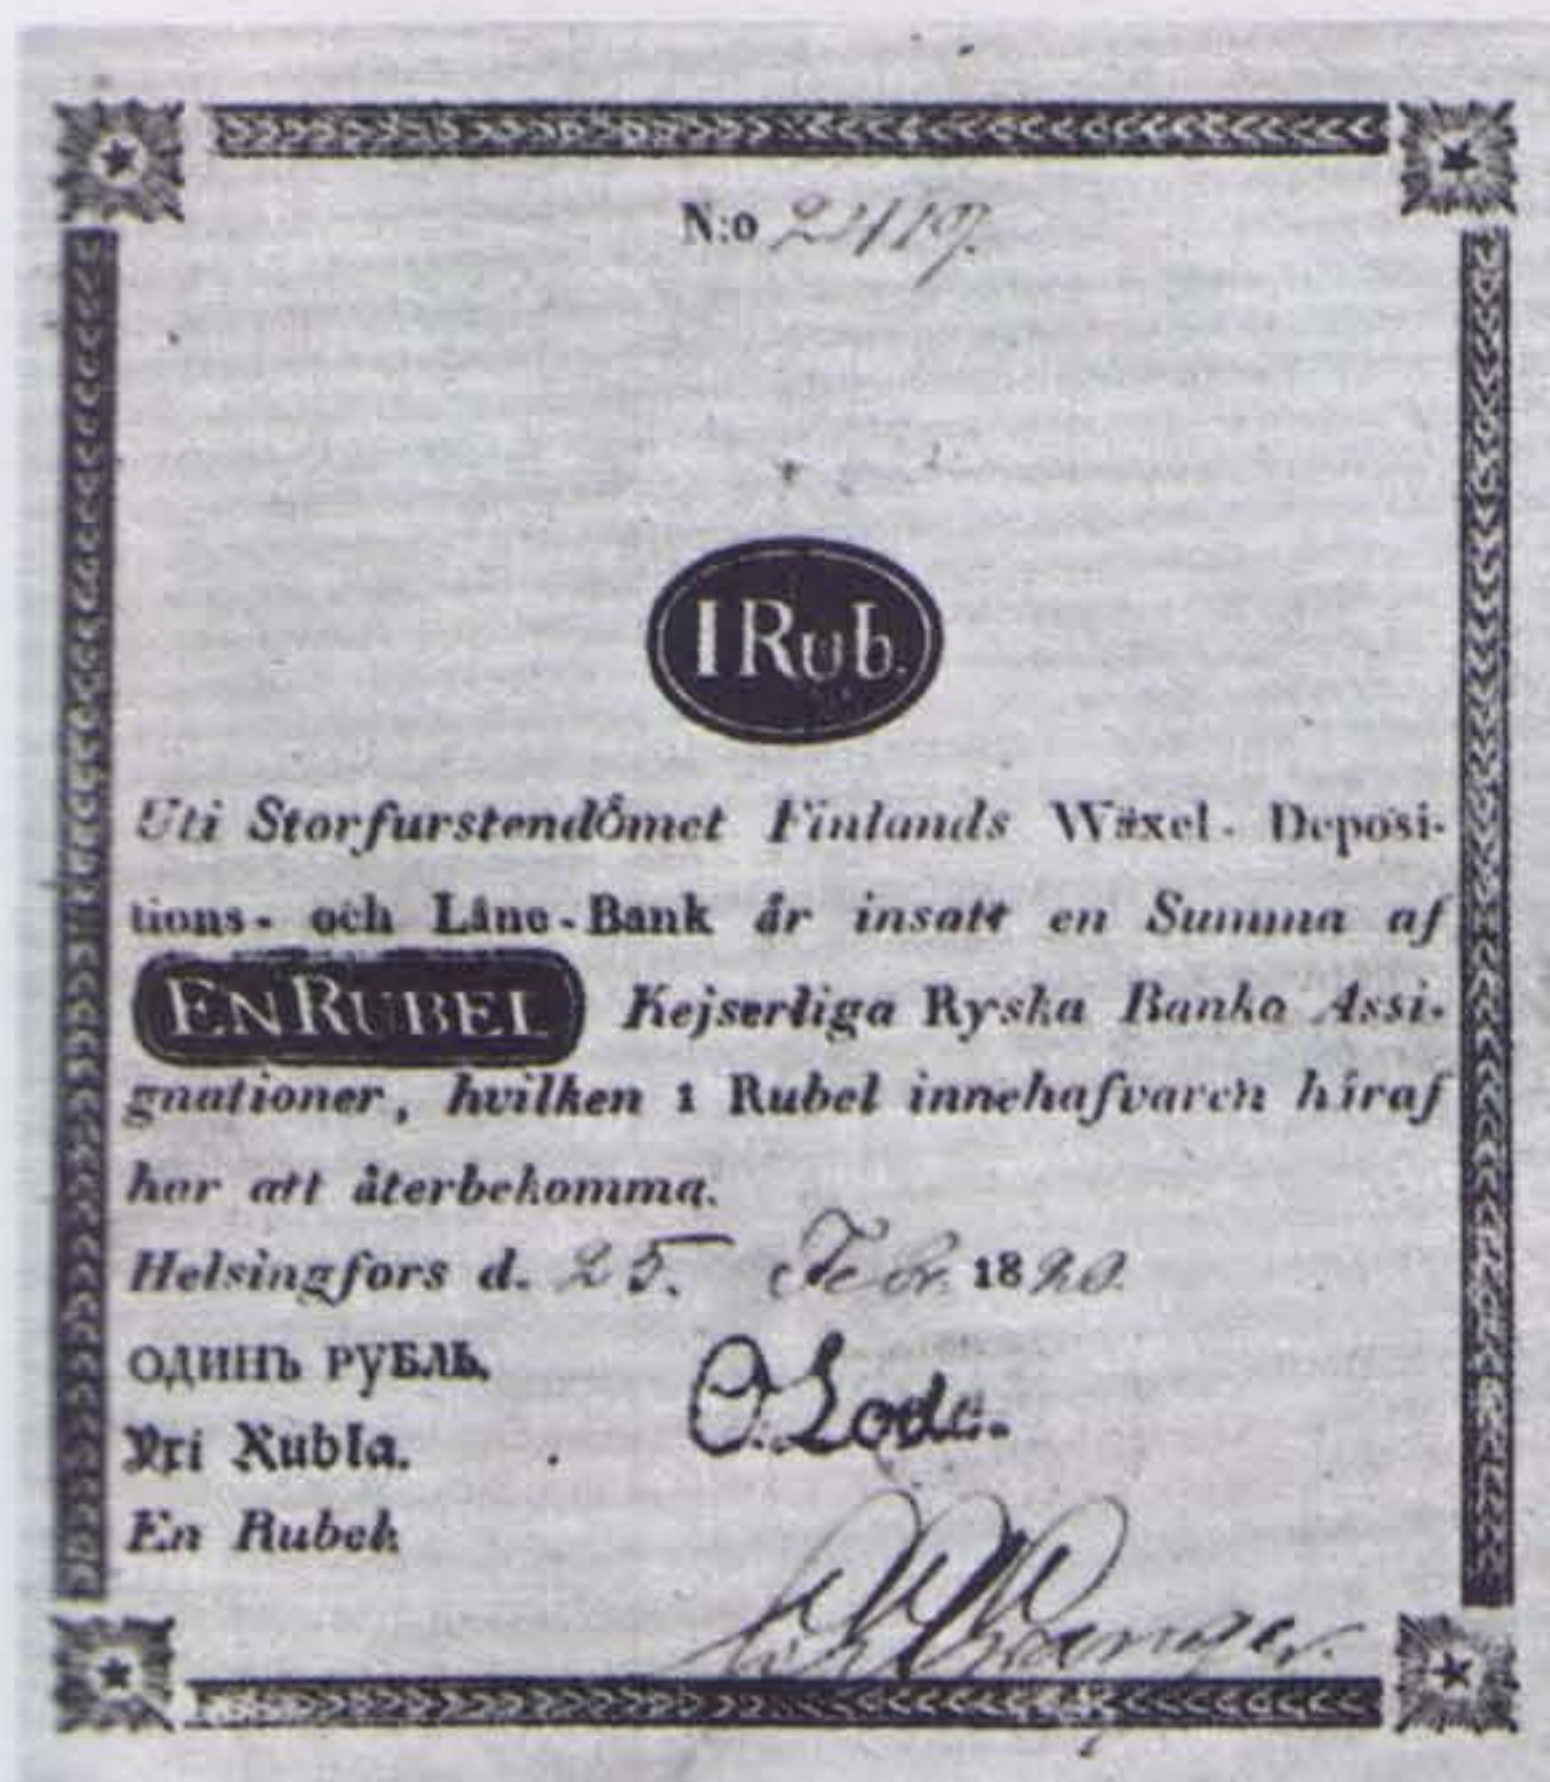 N:o 2119.
1 Rub.
Uti Storfurstendömet Finlands Wäxel- Deposi-
tions- och Låne-Bank är insatt en Summa af
EN RUBEL Kejserliga Ryska Banko Assi-
gnationer, hvilken 1 Rubel innehafvaren häraf
har att återbekomma.
Helsingfors d. 25. Febr. 1820.
ОДИНЪ РУБЛЬ.
Yxi Rubla.
En Rubel.